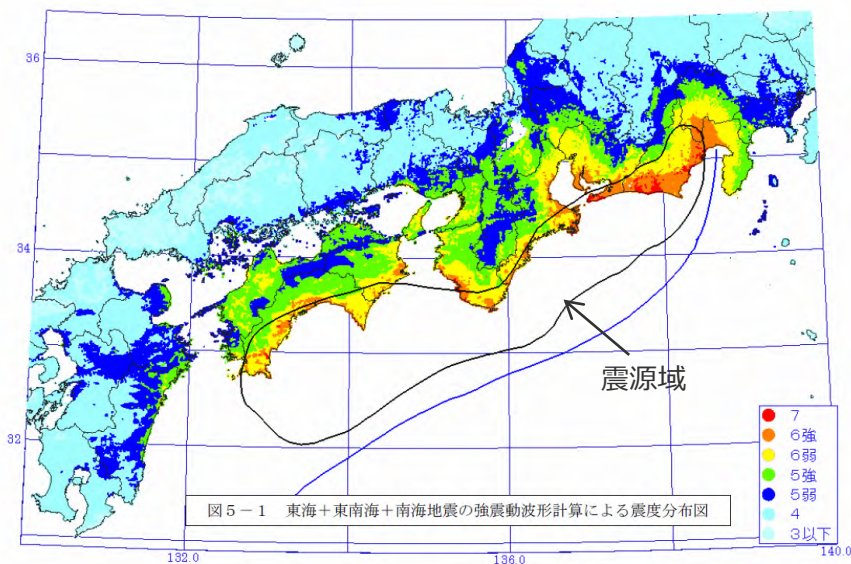 36
34
32
132.0
136.0
140.0
震源域
7
6強
6弱
5強
5弱
4
3以下
図5-1 東海+東南海+南海地震の強震動波形計算による震度分布図